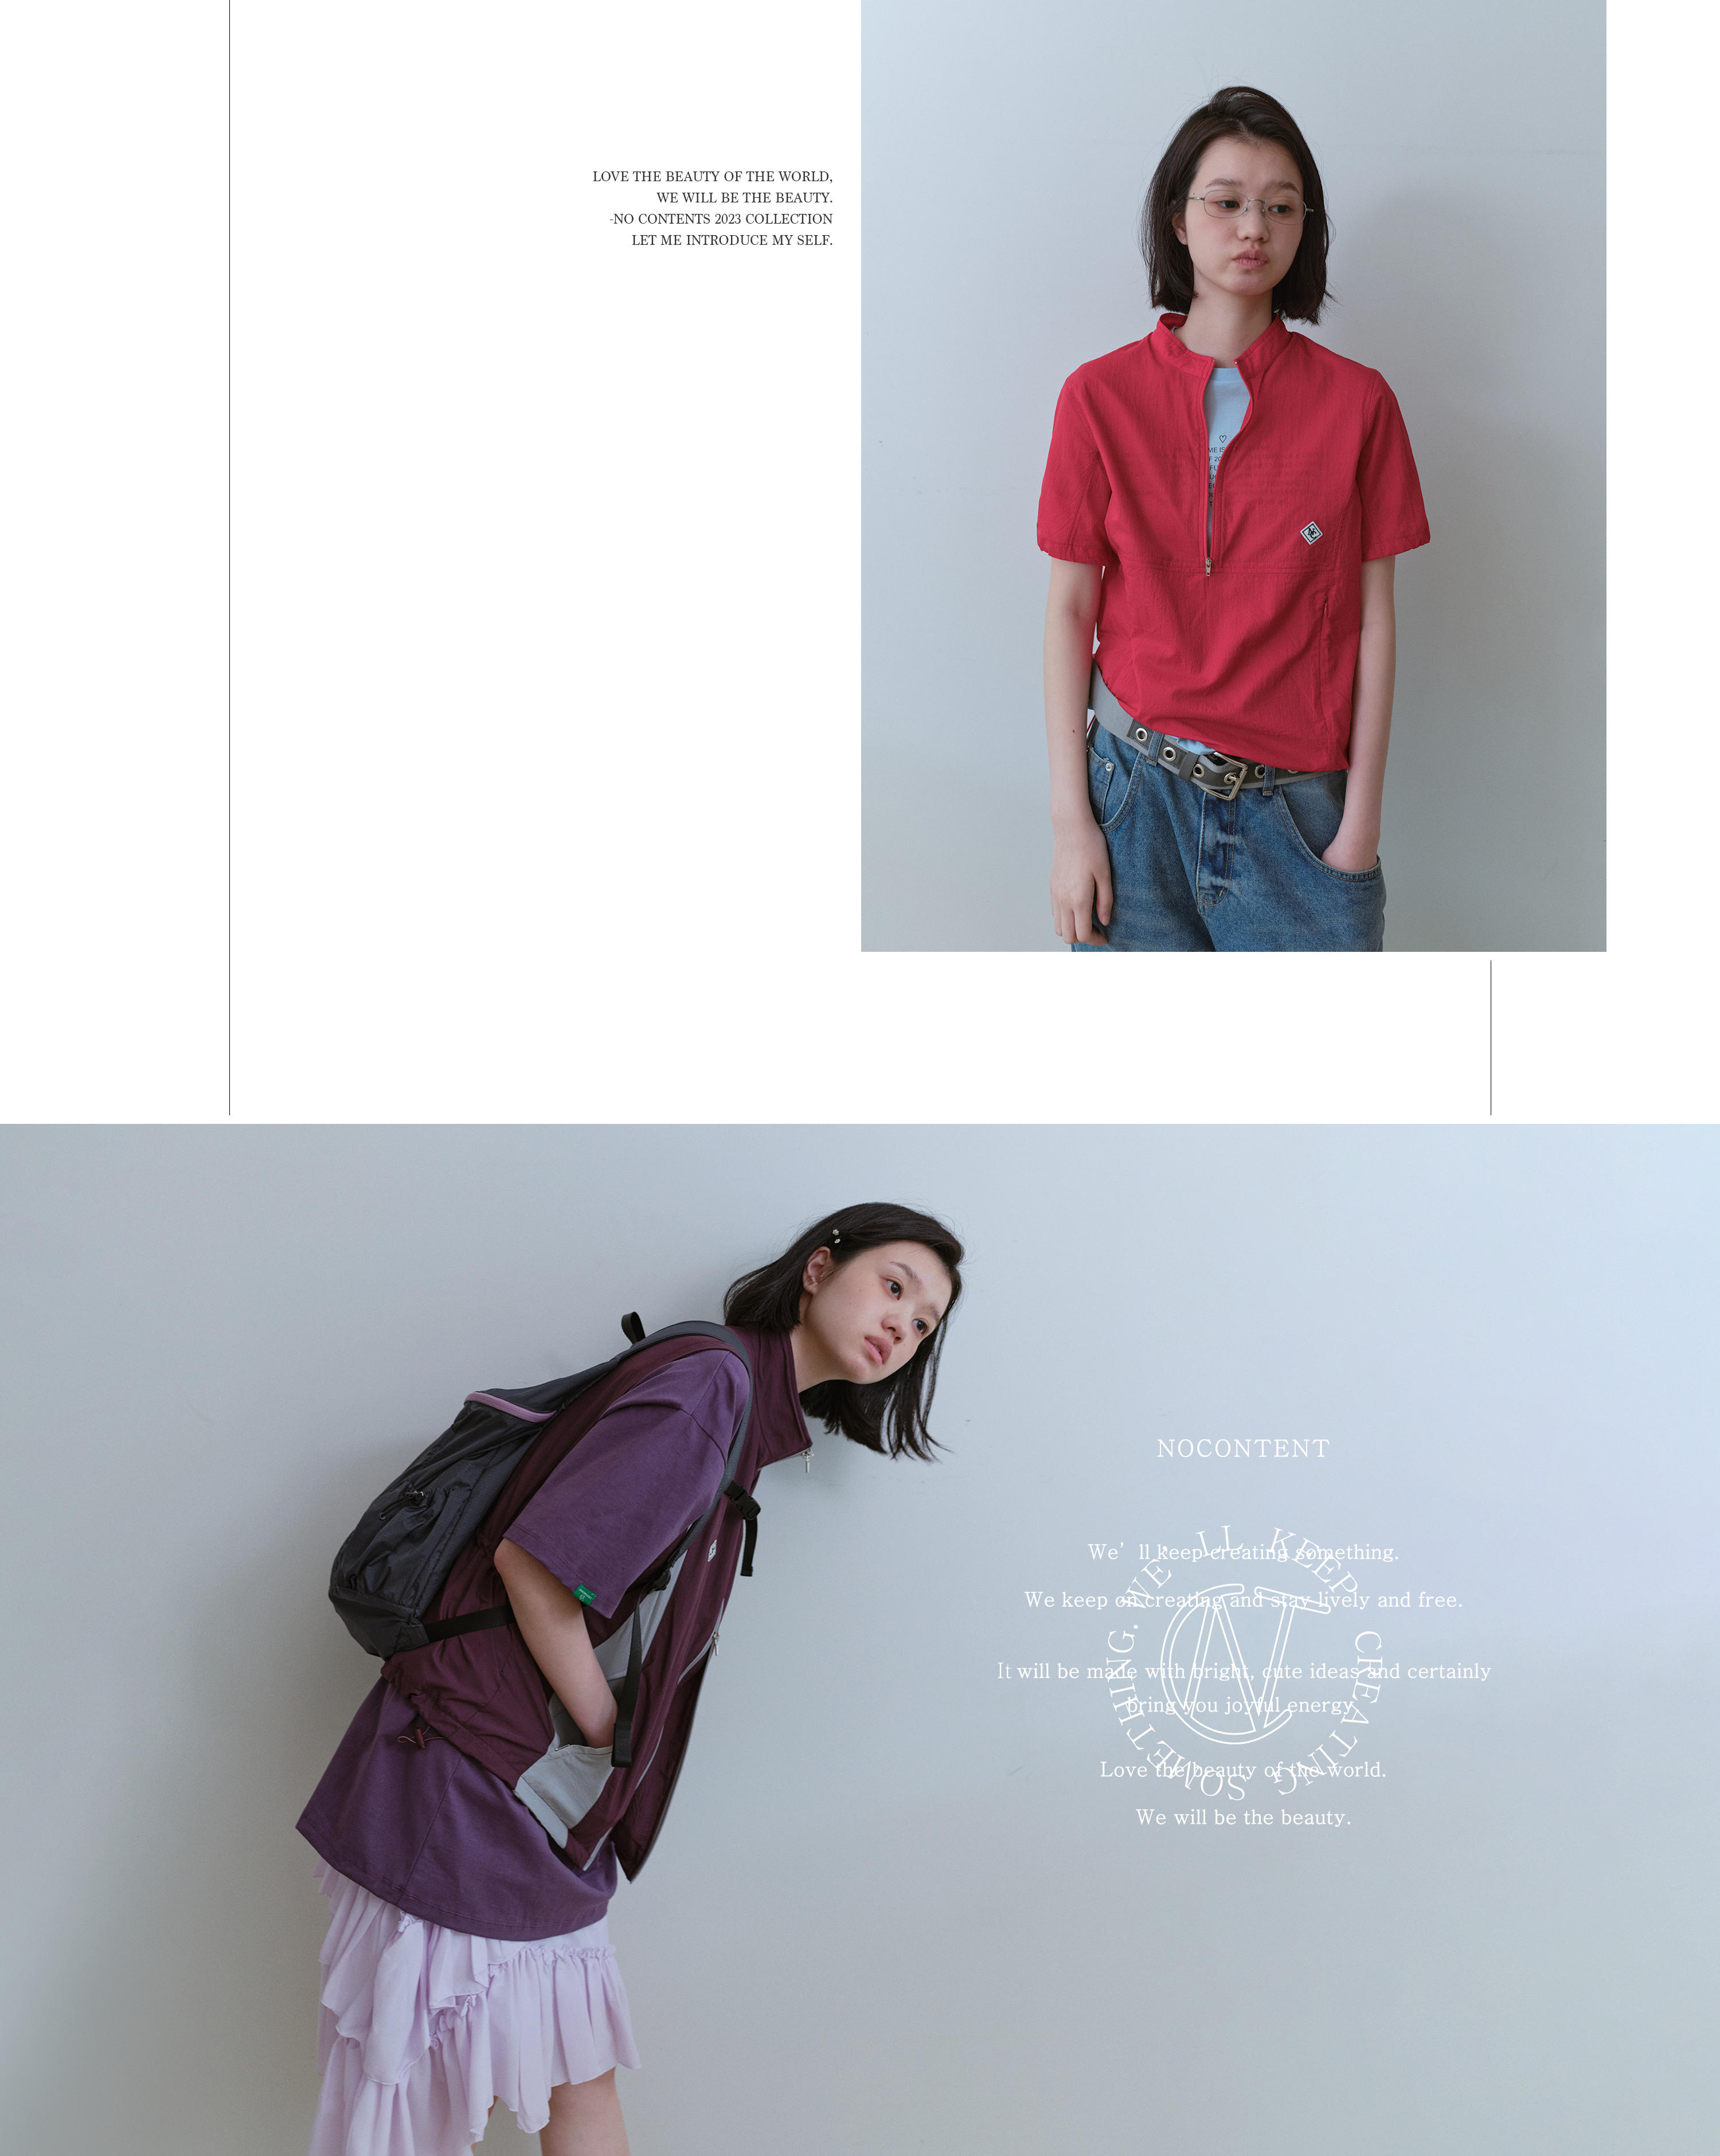 LOVE THE BEAUTY OF THE WORLD,
WE WILL BE THE BEAUTY.
-NO CONTENTS 2023 COLLECTION
LET ME INTRODUCE MY SELF.
NOCONTENT
We’ll keep creating something.
We keep on creating and stay lively and free.
It will be made with bright, cute ideas and certainly
bring you joyful energy.
Love the beauty of the world.
We will be the beauty.
WE’ LL KEEP CREATING SOMETHING.